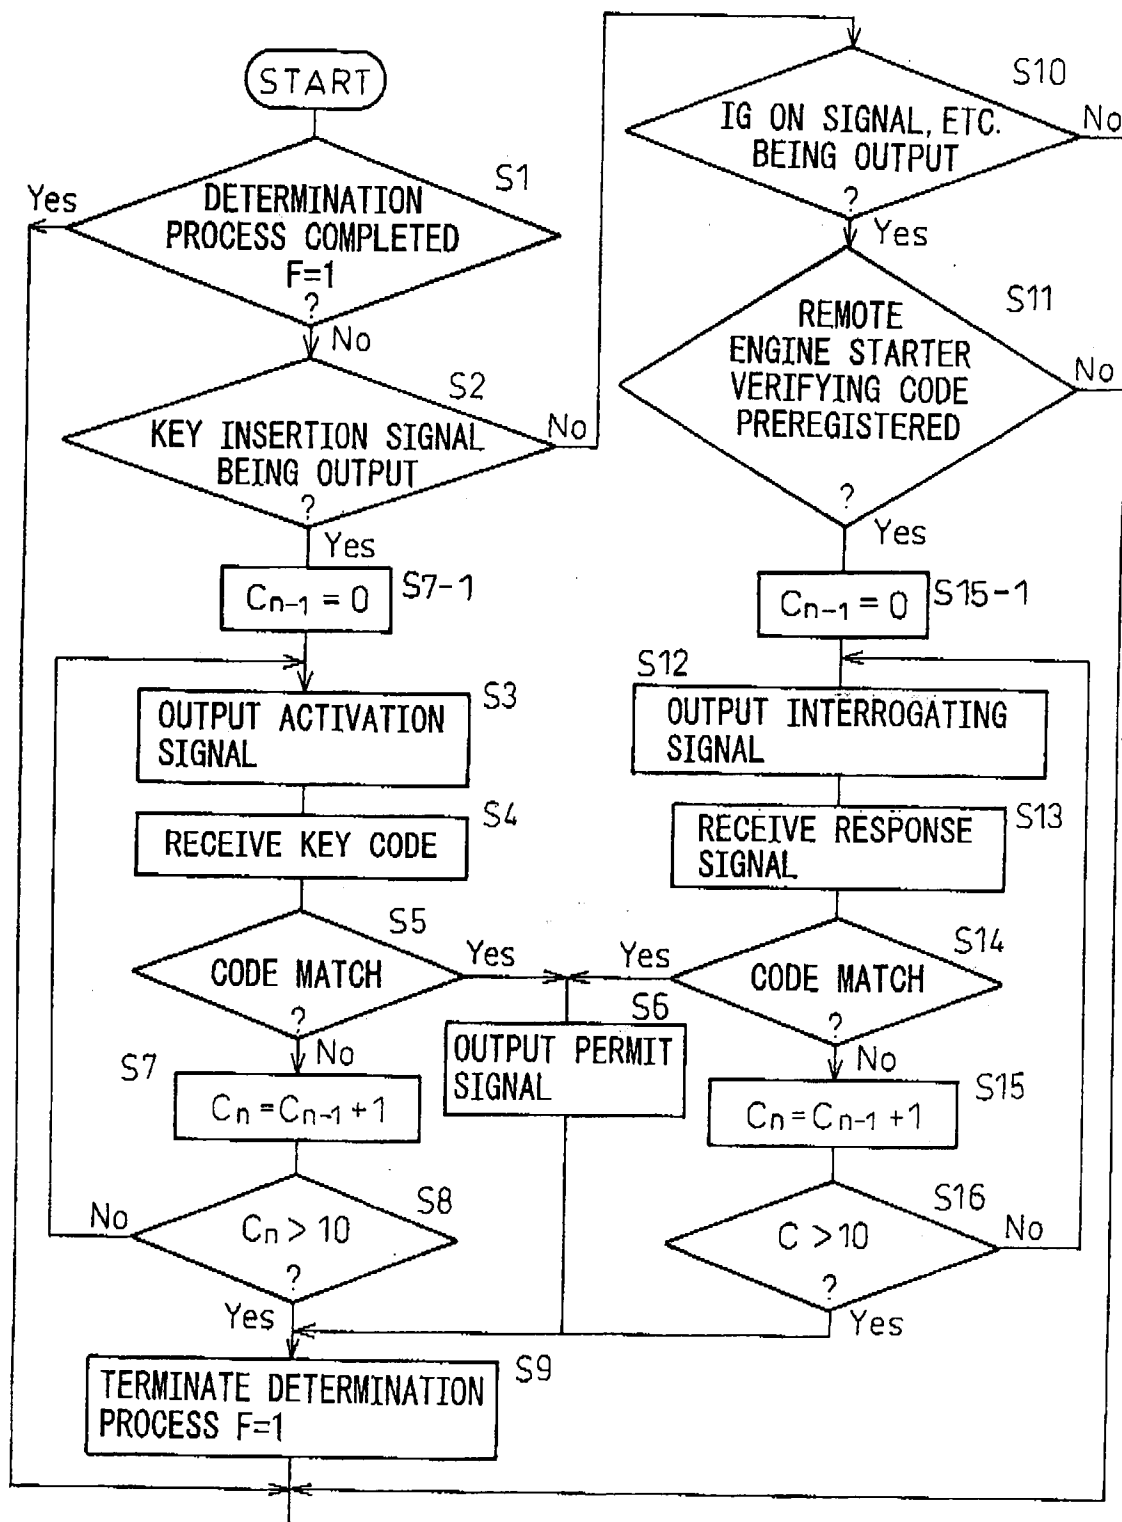 START
S1
Yes
DETERMINATION
PROCESS COMPLETED
F=1
?
No
S2
KEY INSERTION SIGNAL
BEING OUTPUT
?
No
Yes
Cn-1 = 0
S7-1
OUTPUT ACTIVATION
SIGNAL
S3
RECEIVE KEY CODE
S4
CODE MATCH
?
S5
Yes
No
S7
Cn = Cn-1 + 1
Cn > 10
?
S8
No
Yes
TERMINATE DETERMINATION
PROCESS F=1
S9
S6
OUTPUT PERMIT
SIGNAL
S10
IG ON SIGNAL, ETC.
BEING OUTPUT
?
No
Yes
S11
REMOTE
ENGINE STARTER
VERIFYING CODE
PREREGISTERED
?
No
Yes
Cn-1 = 0
S15-1
S12
OUTPUT INTERROGATING
SIGNAL
RECEIVE RESPONSE
SIGNAL
S13
Yes
CODE MATCH
?
S14
No
Cn = Cn-1 + 1
S15
C > 10
?
S16
No
Yes